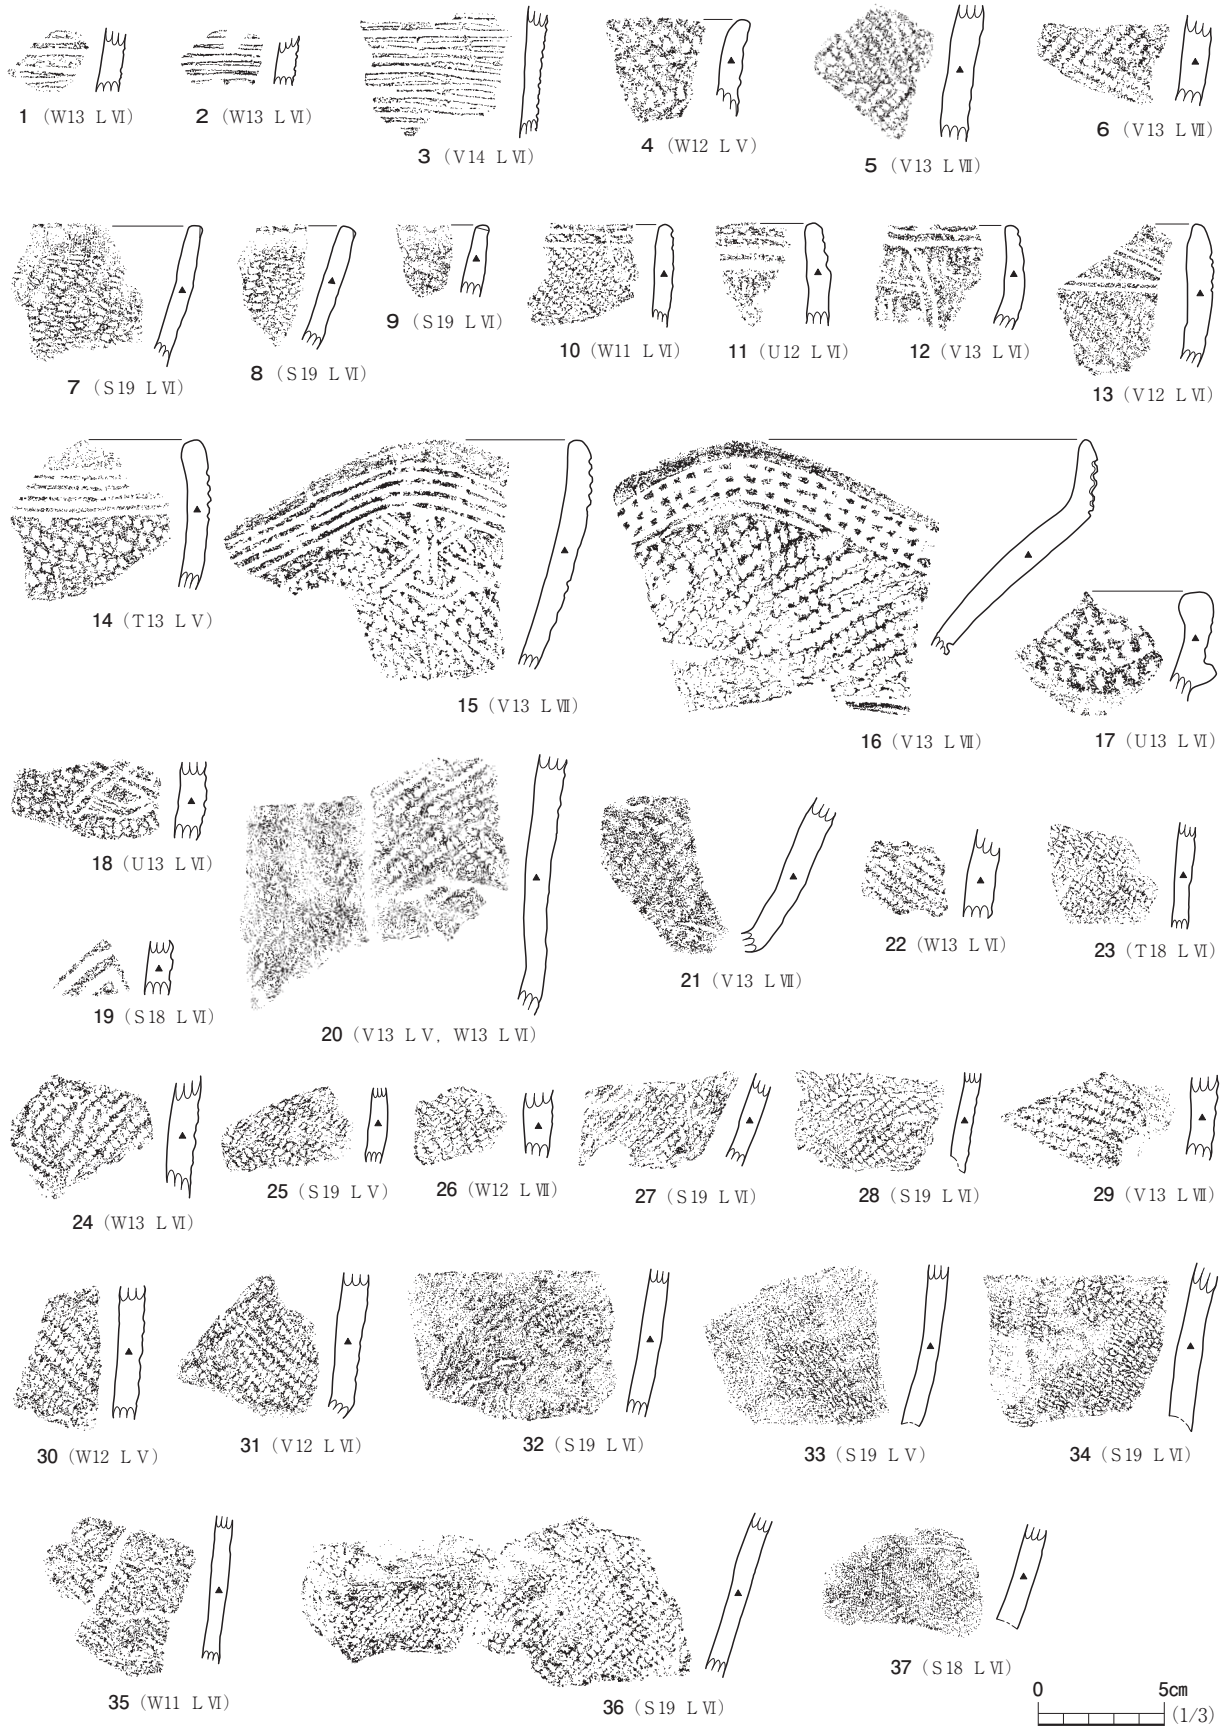 1 (W13 L Ⅵ)
2 (W13 L Ⅵ)
3 (V14 L Ⅵ)
4 (W12 L Ⅴ)
5 (V13 L Ⅶ)
6 (V13 L Ⅶ)
7 (S19 L Ⅵ)
8 (S19 L Ⅵ)
9 (S19 L Ⅵ)
10 (W11 L Ⅵ)
11 (U12 L Ⅵ)
12 (V13 L Ⅵ)
13 (V12 L Ⅵ)
14 (T13 L Ⅴ)
15 (V13 L Ⅶ)
16 (V13 L Ⅶ)
17 (U13 L Ⅵ)
18 (U13 L Ⅵ)
19 (S18 L Ⅵ)
20 (V13 L Ⅴ, W13 L Ⅵ)
21 (V13 L Ⅶ)
22 (W13 L Ⅵ)
23 (T18 L Ⅵ)
24 (W13 L Ⅵ)
25 (S19 L Ⅴ)
26 (W12 L Ⅶ)
27 (S19 L Ⅵ)
28 (S19 L Ⅵ)
29 (V13 L Ⅶ)
30 (W12 L Ⅴ)
31 (V12 L Ⅵ)
32 (S19 L Ⅵ)
33 (S19 L Ⅴ)
34 (S19 L Ⅵ)
35 (W11 L Ⅵ)
36 (S19 L Ⅵ)
37 (S18 L Ⅵ)
0 5cm
(1/3)